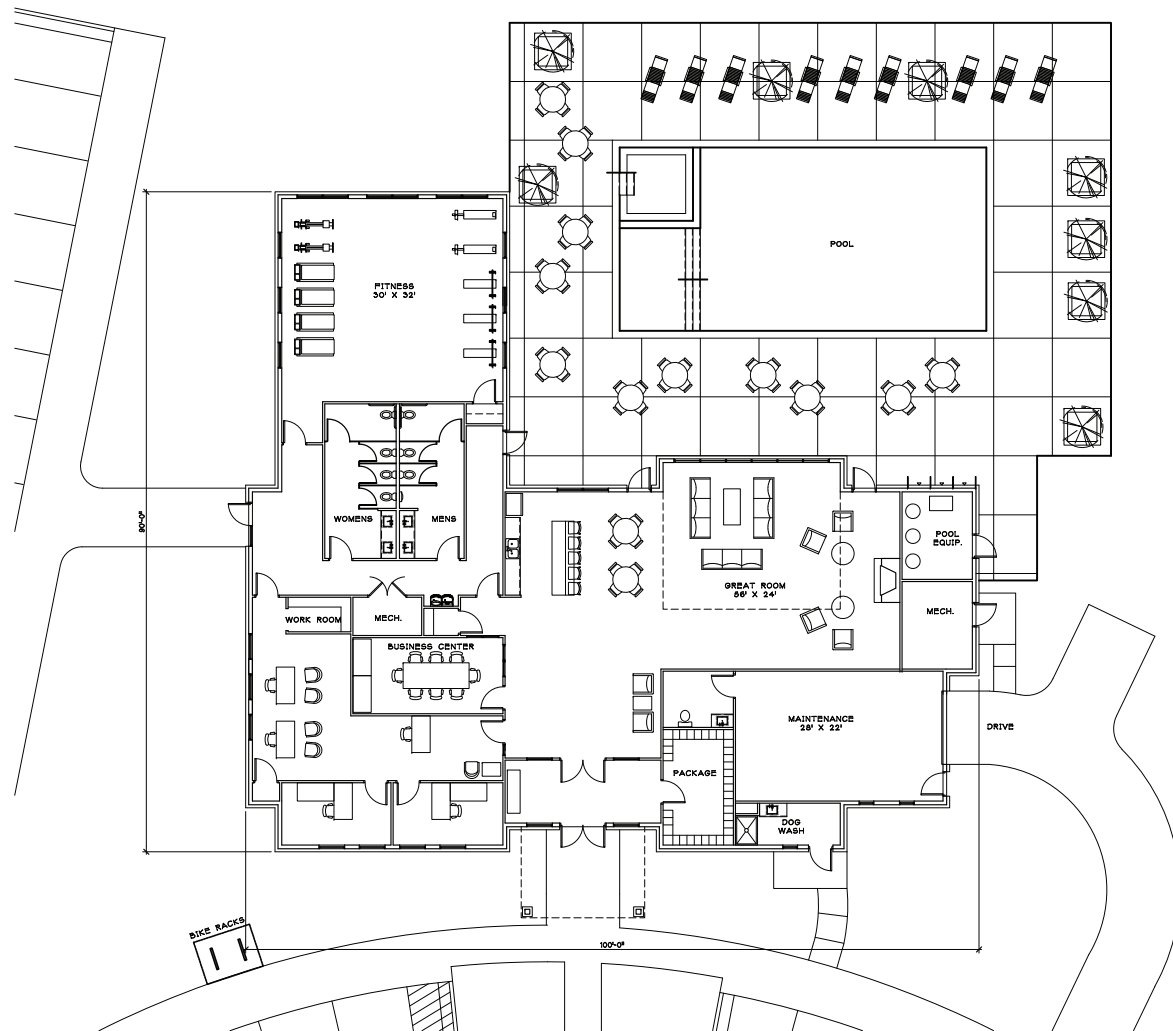 POOL
FITNESS
30' X 32'
WOMENS
MENS
90'-0"
POOL
EQUIP.
GREAT ROOM
56' X 24'
WORK ROOM
MECH.
MECH.
BUSINESS CENTER
MAINTENANCE
28' X 22'
DRIVE
PACKAGE
DOG
WASH
BIKE RACKS
100'-0"